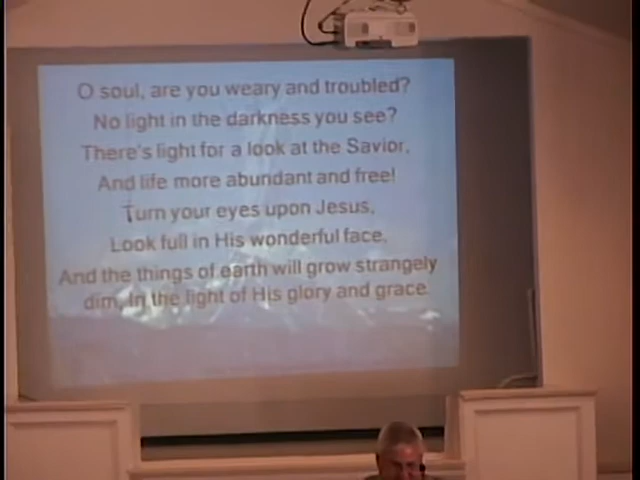 O soul, are you weary and troubled?
No light in the darkness you see?
There's light for a look at the Savior,
And life more abundant and free!
Turn your eyes upon Jesus,
Look full in His wonderful face,
And the things of earth will grow strangely
dim, In the light of His glory and grace.